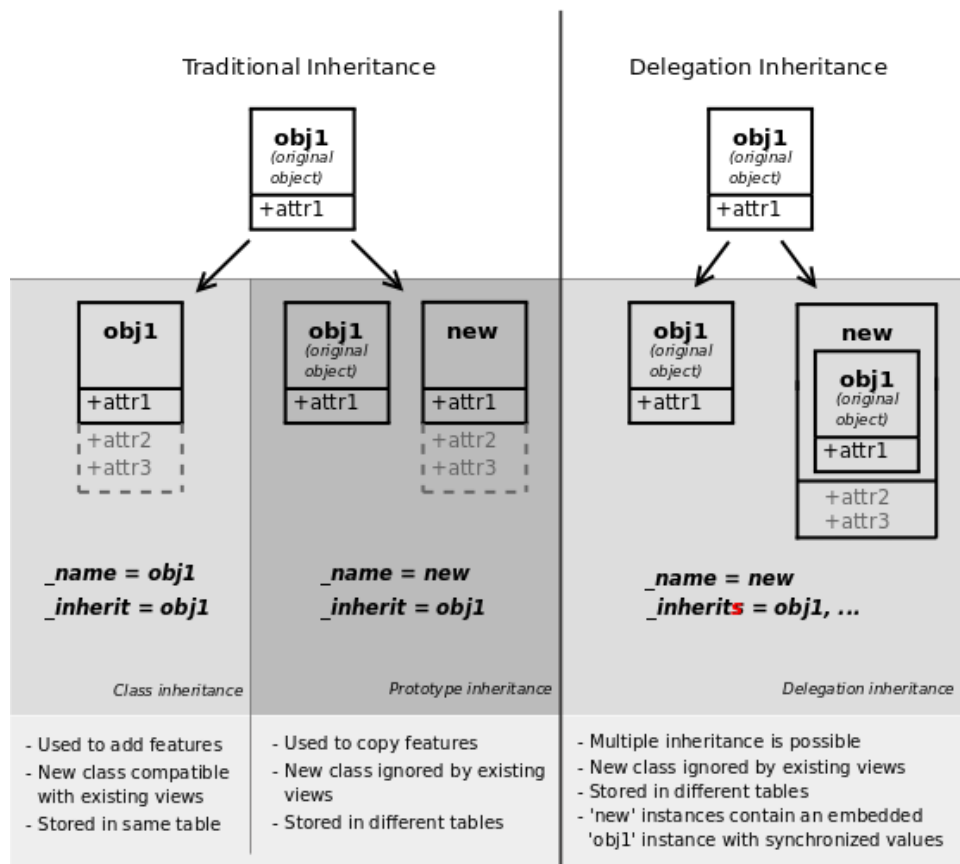 Traditional Inheritance
Delegation Inheritance
obj1
(original
object)
+attr1
obj1
(original
object)
+attr1
obj1
+attr1
+attr2
+attr3
obj1
(original
object)
+attr1
new
+attr1
+attr2
+attr3
obj1
(original
object)
+attr1
new
obj1
(original
object)
+attr1
+attr2
+attr3
_name = obj1
_inherit = obj1
_name = new
_inherit = obj1
_name = new
_inherits = obj1, ...
Class inheritance
Prototype inheritance
Delegation inheritance
- Used to add features
- New class compatible
with existing views
- Stored in same table
- Used to copy features
- New class ignored by existing
views
- Stored in different tables
- Multiple inheritance is possible
- New class ignored by existing views
- Stored in different tables
- 'new' instances contain an embedded
'obj1' instance with synchronized values